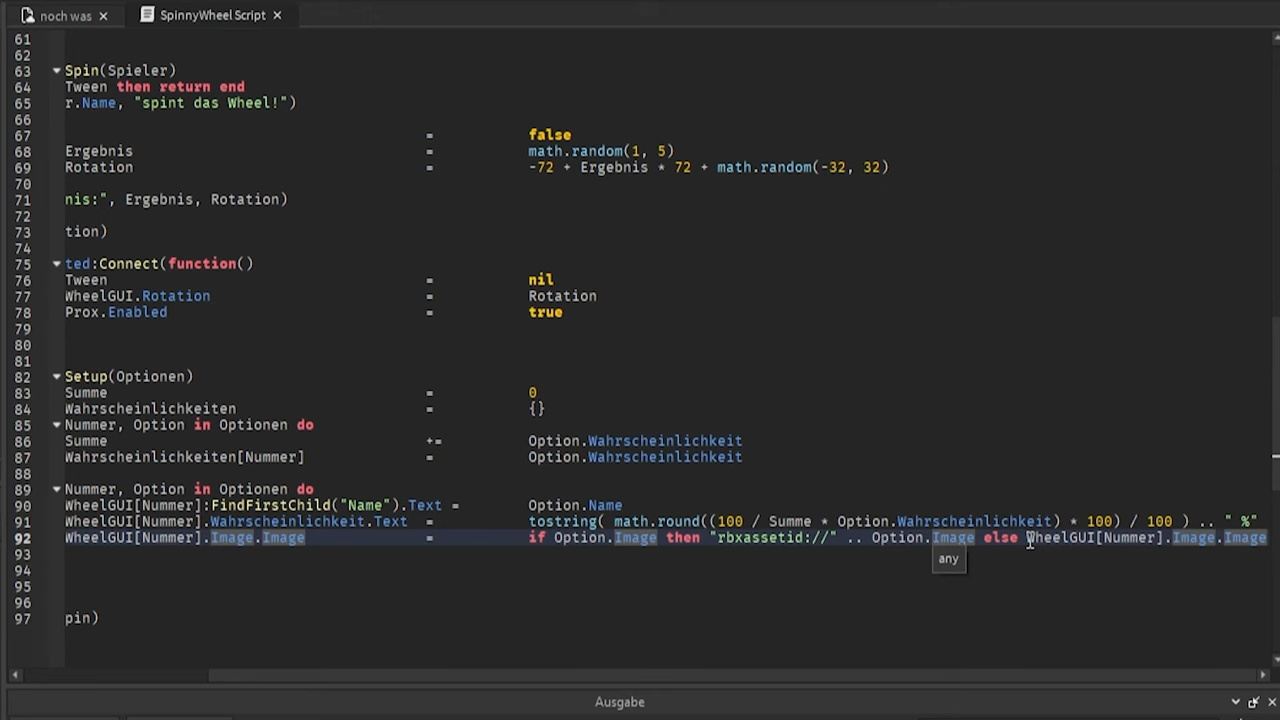 noch was SpinnyWheel Script
61
62
63 Spin(Spieler)
64 Tween then return end
65 r.Name, "spint das Wheel!")
66
67 = false
68 Ergebnis = math.random(1, 5)
69 Rotation = -72 + Ergebnis * 72 + math.random(-32, 32)
70
71 nis:", Ergebnis, Rotation)
72
73 tion)
74
75 ted:Connect(function()
76 Tween = nil
77 WheelGUI.Rotation = Rotation
78 Prox.Enabled = true
79
80
81
82 Setup(Optionen)
83 Summe = 0
84 Wahrscheinlichkeiten = {}
85 Nummer, Option in Optionen do
86 Summe += Option.Wahrscheinlichkeit
87 Wahrscheinlichkeiten[Nummer] = Option.Wahrscheinlichkeit
88
89 Nummer, Option in Optionen do
90 WheelGUI[Nummer]:FindFirstChild("Name").Text = Option.Name
91 WheelGUI[Nummer].Wahrscheinlichkeit.Text = tostring( math.round((100 / Summe * Option.Wahrscheinlichkeit) * 100) / 100 ) .. " %"
92 WheelGUI[Nummer].Image.Image = if Option.Image then "rbxassetid://" .. Option.Image else WheelGUI[Nummer].Image.Image
93
any
94
95
96
97 pin)
Ausgabe